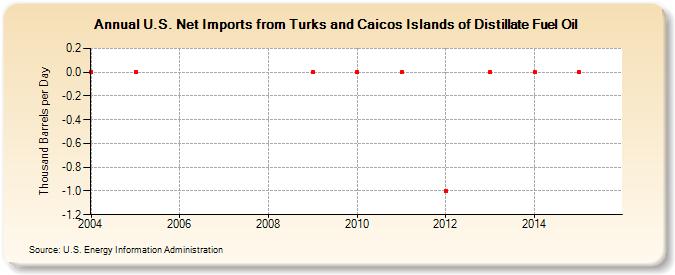 Annual U.S. Net Imports from Turks and Caicos Islands of Distillate Fuel Oil
Thousand Barrels per Day
0.2
0.0
-0.2
-0.4
-0.6
-0.8
-1.0
-1.2
2004 2006 2008 2010 2012 2014
Source: U.S. Energy Information Administration